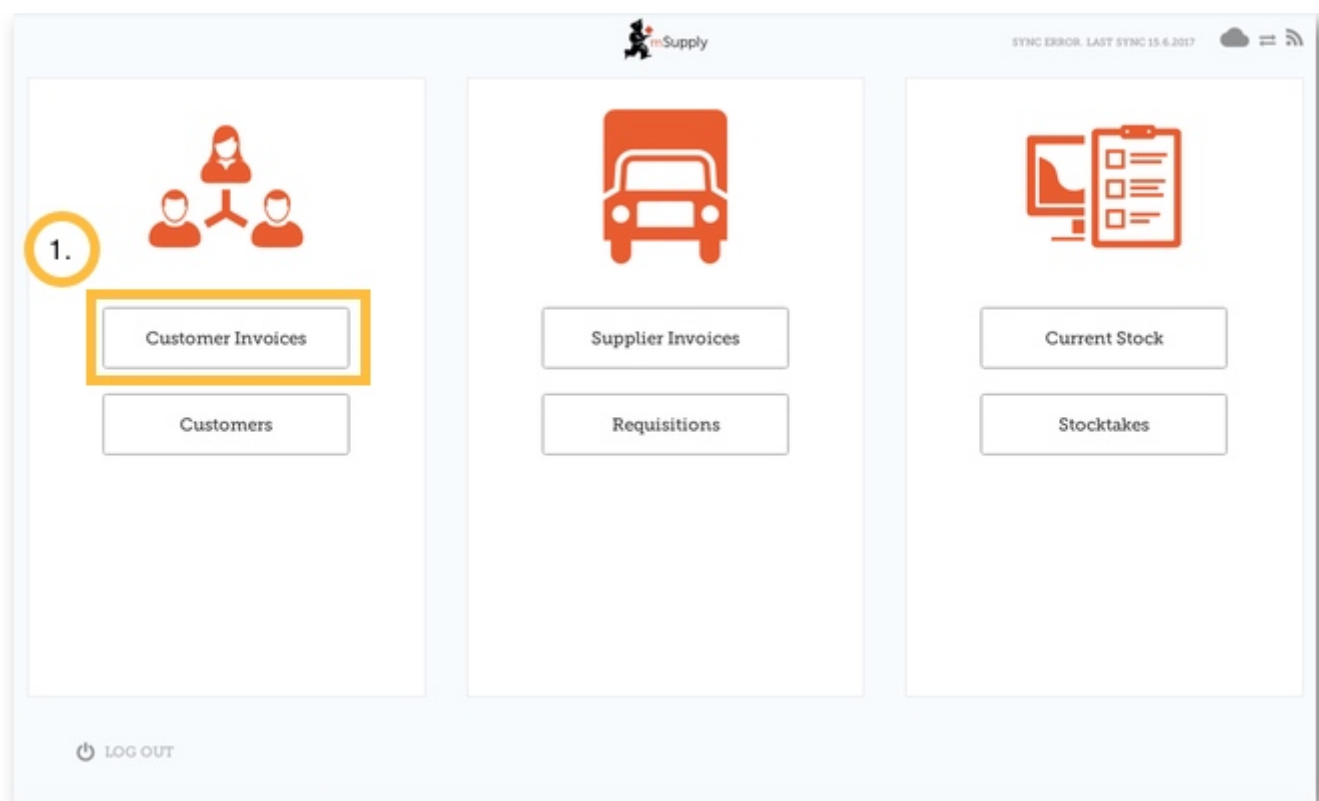 mSupply
SYNC ERROR. LAST SYNC 15.6.2017
1.
Customer Invoices
Customers
Supplier Invoices
Requisitions
Current Stock
Stocktakes
LOG OUT